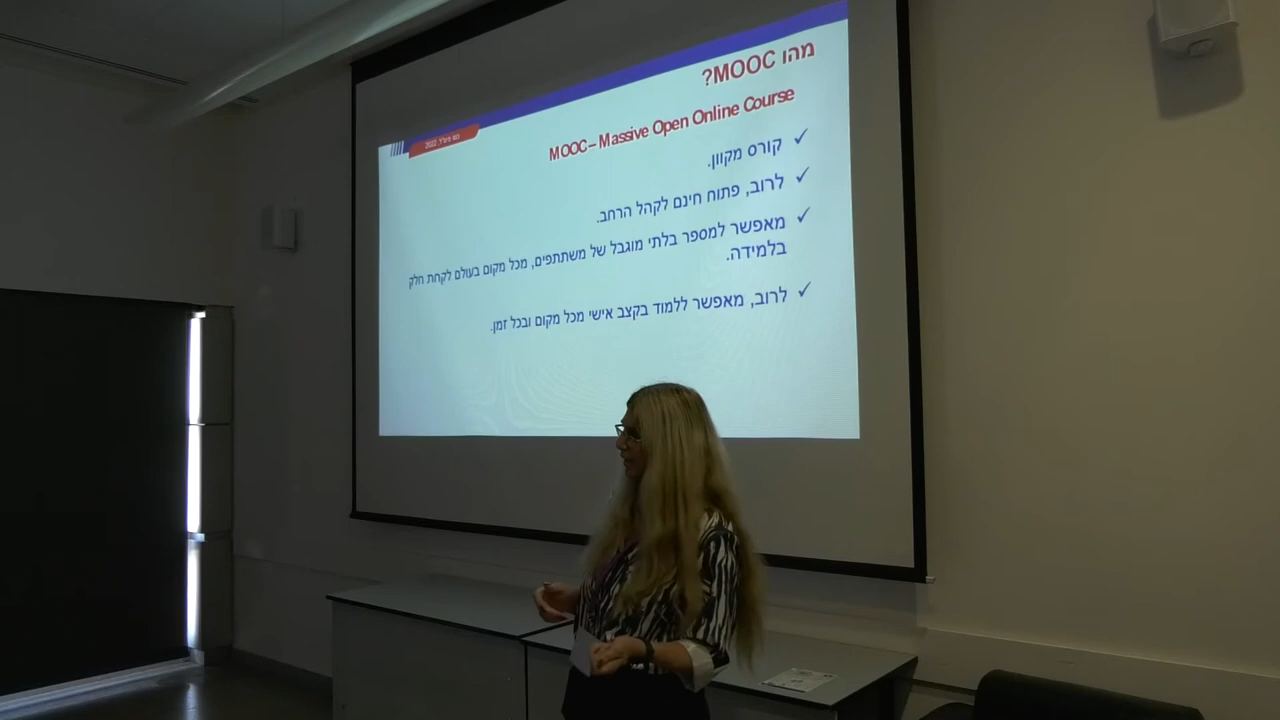 מהו MOOC?
MOOC – Massive Open Online Course
קורס מקוון.
לרוב, פתוח חינם לקהל הרחב.
מאפשר למספר בלתי מוגבל של משתתפים, מכל מקום בעולם לקחת חלק
בלמידה.
לרוב, מאפשר ללמוד בקצב אישי מכל מקום ובכל זמן.
2022